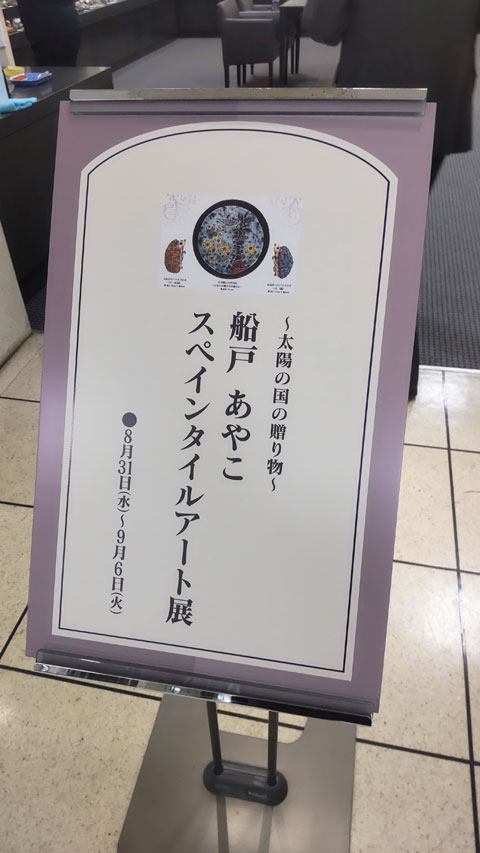 ～太陽の国の贈り物～
船戸 あやこ
スペインタイルアート展
●8月31日(水)～9月6日(火)